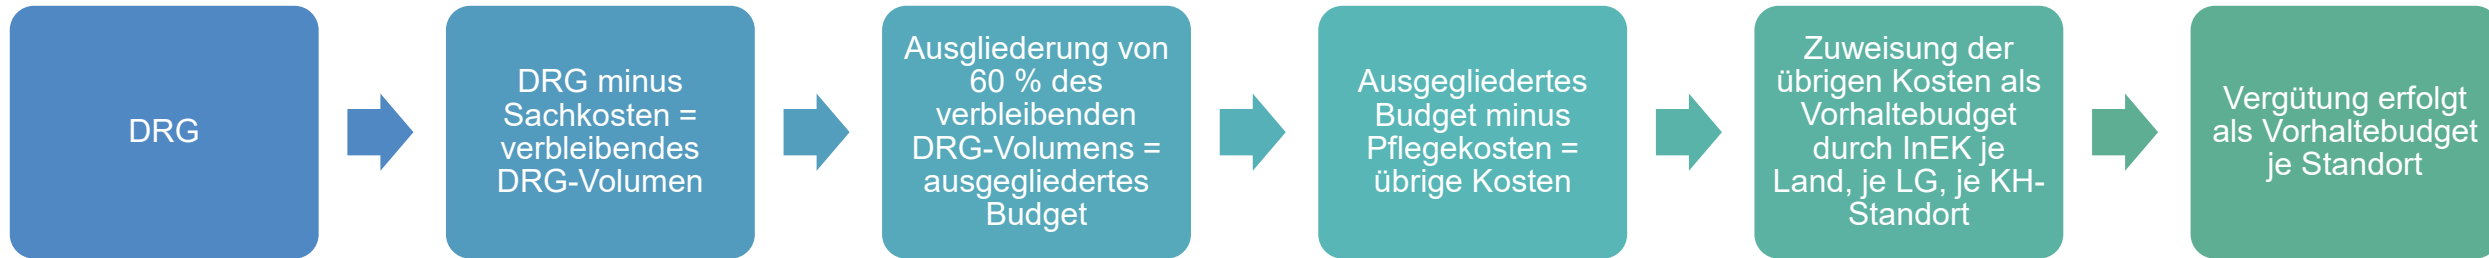 DRG
DRG minus
Sachkosten =
verbleibendes
DRG-Volumen
Ausgliederung von
60 % des
verbleibenden
DRG-Volumens =
ausgegliedertes
Budget
Ausgegliedertes
Budget minus
Pflegekosten =
übrige Kosten
Zuweisung der
übrigen Kosten als
Vorhaltebudget
durch InEK je
Land, je LG, je KH-
Standort
Vergütung erfolgt
als Vorhaltebudget
je Standort